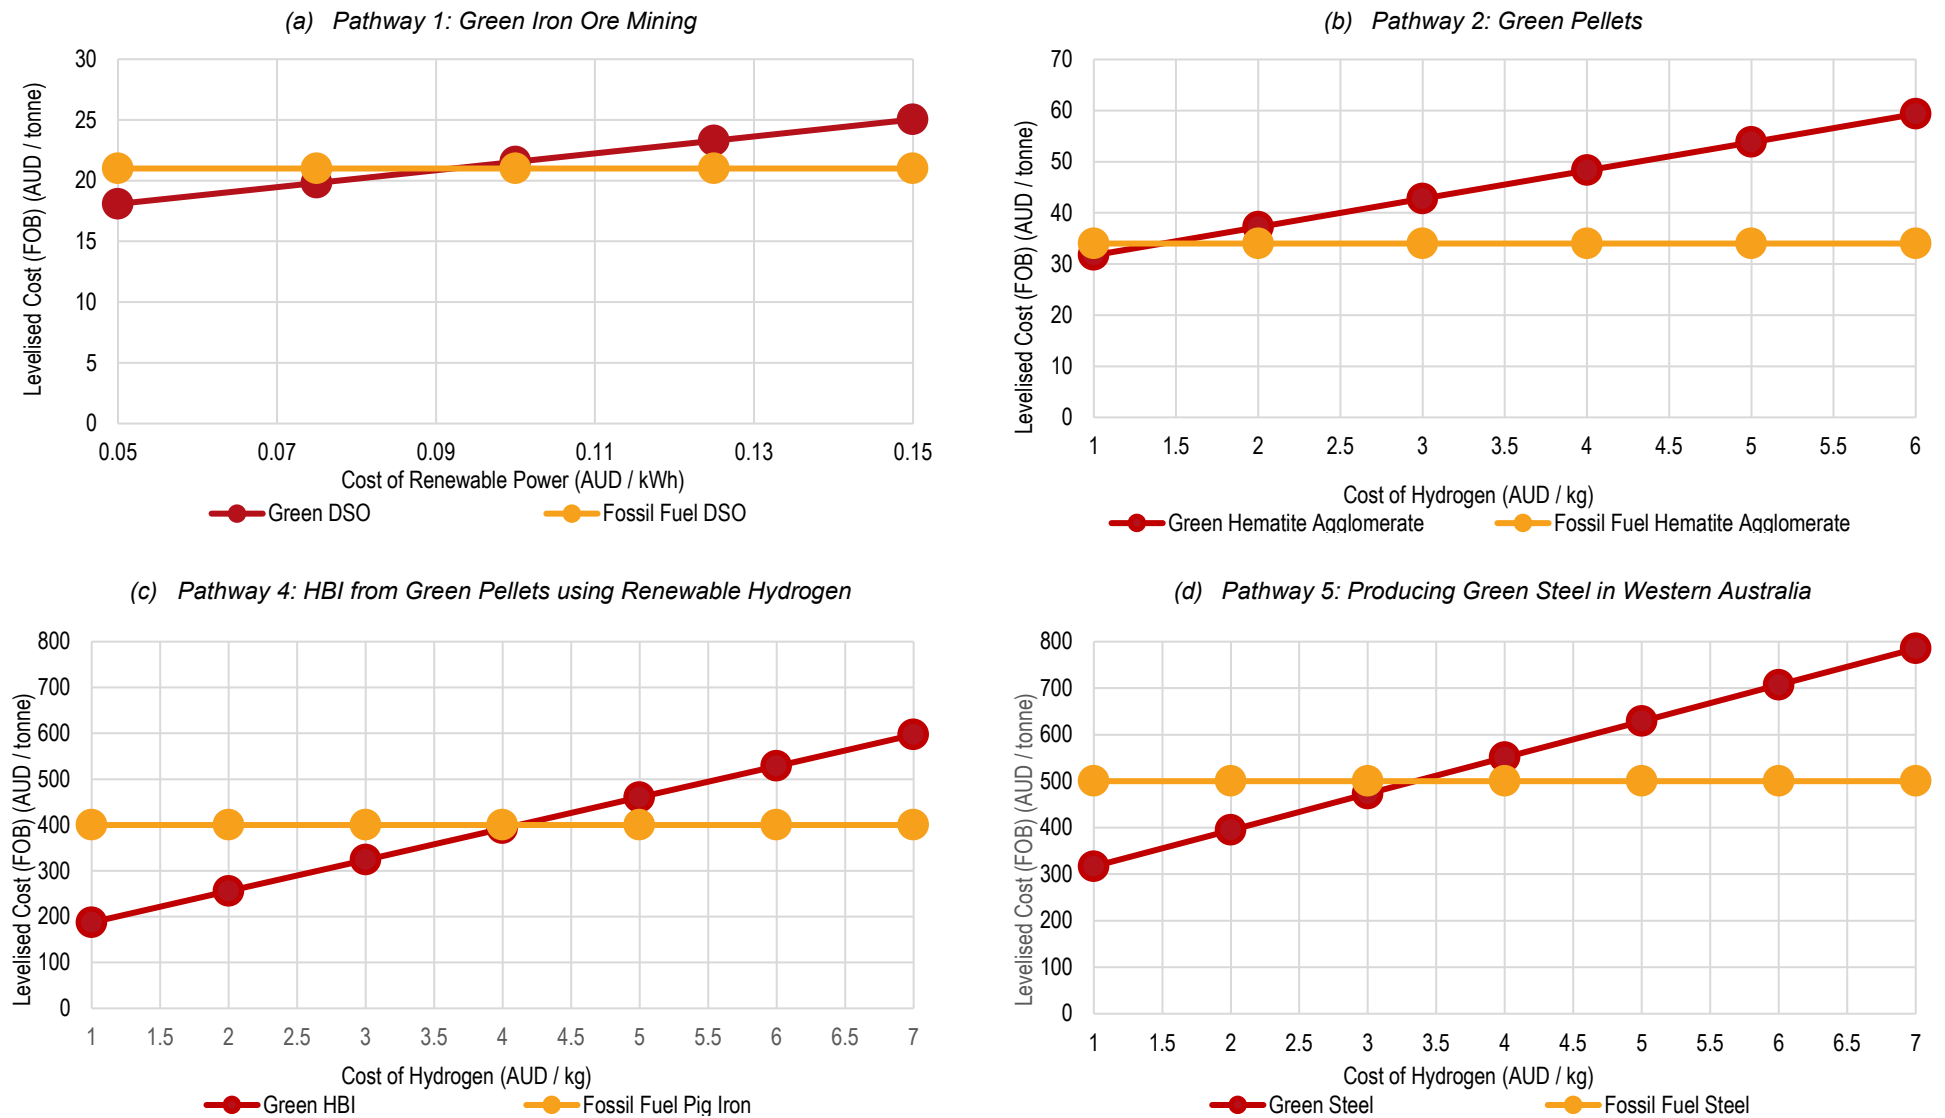 (a) Pathway 1: Green Iron Ore Mining
Levelised Cost (FOB) (AUD / tonne)
30
25
20
15
10
5
0
0.05 0.07 0.09 0.11 0.13 0.15
Cost of Renewable Power (AUD / kWh)
Green DSO Fossil Fuel DSO
(b) Pathway 2: Green Pellets
Levelised Cost (FOB) (AUD / tonne)
70
60
50
40
30
20
10
0
1 1.5 2 2.5 3 3.5 4 4.5 5 5.5 6
Cost of Hydrogen (AUD / kg)
Green Hematite Agglomerate Fossil Fuel Hematite Agglomerate
(c) Pathway 4: HBI from Green Pellets using Renewable Hydrogen
Levelised Cost (FOB) (AUD / tonne)
800
700
600
500
400
300
200
100
0
1 1.5 2 2.5 3 3.5 4 4.5 5 5.5 6 6.5 7
Cost of Hydrogen (AUD / kg)
Green HBI Fossil Fuel Pig Iron
(d) Pathway 5: Producing Green Steel in Western Australia
Levelised Cost (FOB) (AUD / tonne)
800
700
600
500
400
300
200
100
0
1 1.5 2 2.5 3 3.5 4 4.5 5 5.5 6 6.5 7
Cost of Hydrogen (AUD / kg)
Green Steel Fossil Fuel Steel